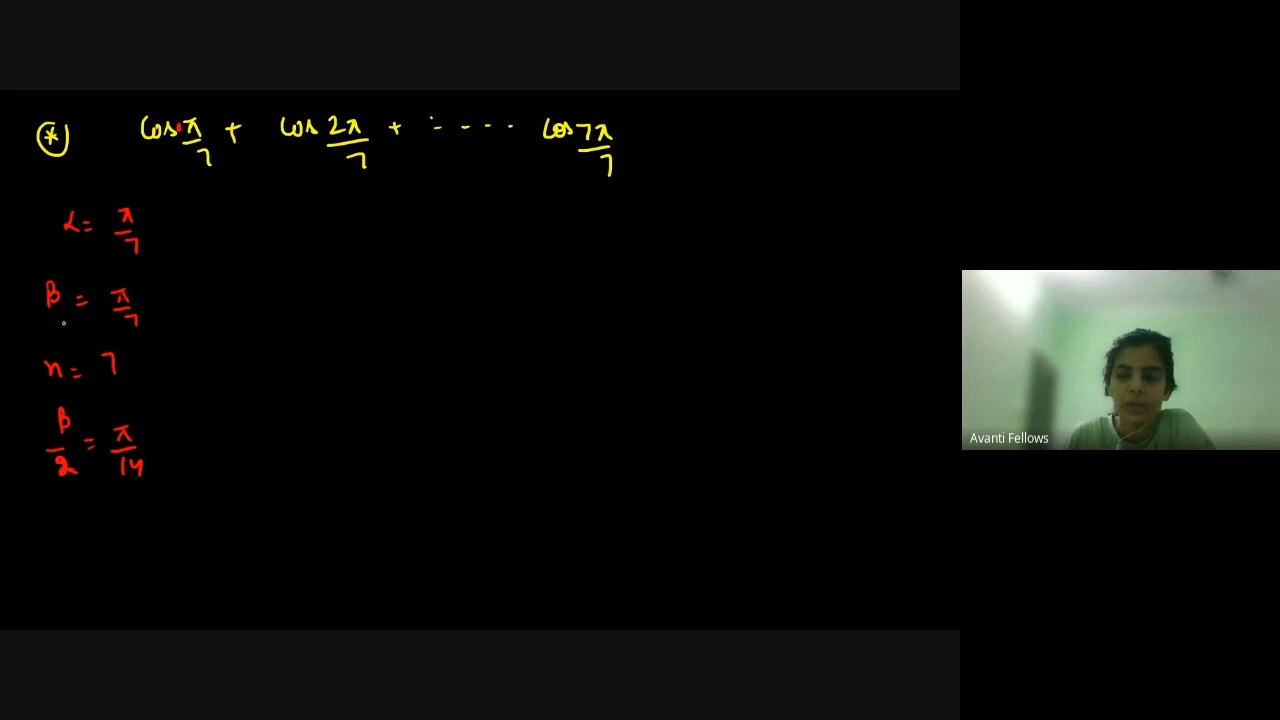 * cos π/7 + cos 2π/7 + - - - - cos 7π/7
α = π/7
β = π/7
n = 7
β/2 = π/14
Avanti Fellows